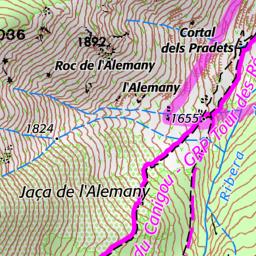 Cortal
dels Pradets
036
1892
Roc de l'Alemany
l'Alemany
1655
1824
Jaça de l'Alemany
du Canigou - GRP Tour des Ré
Ribera